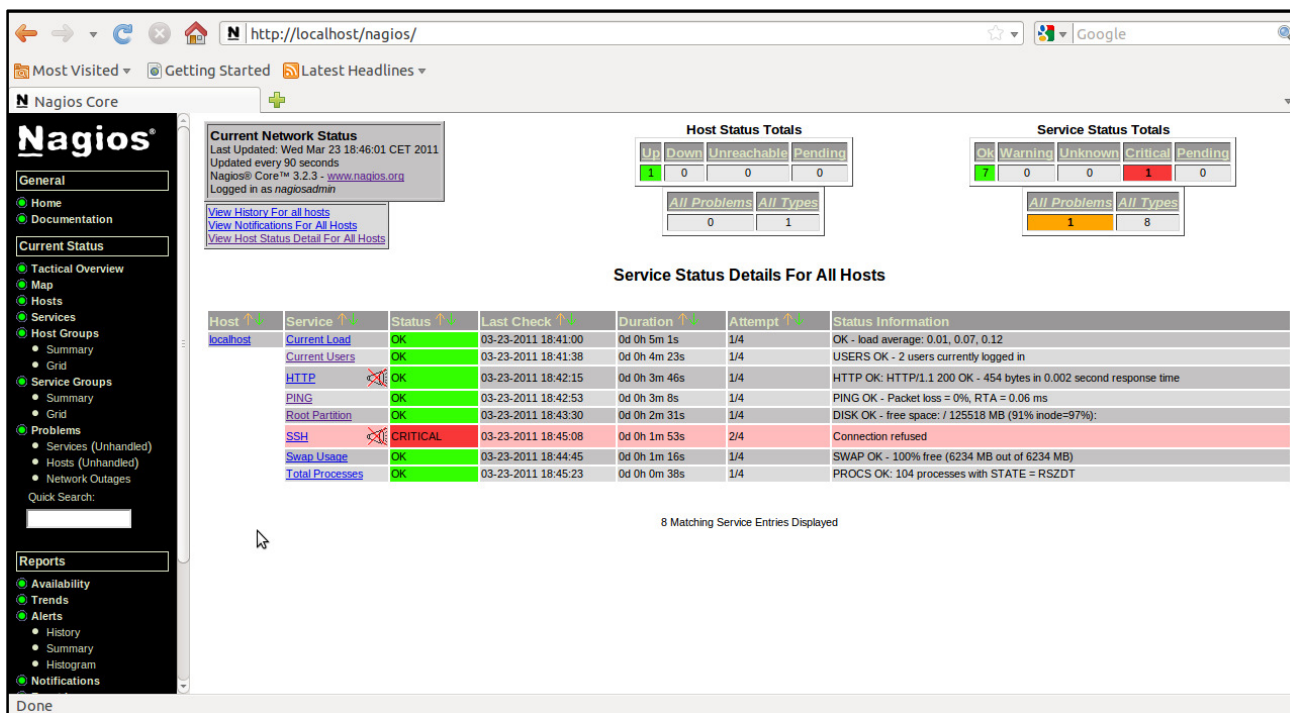 http://localhost/nagios/
Google
Most Visited
Getting Started
Latest Headlines
Nagios Core
Nagios®
General
Home
Documentation
Current Status
Tactical Overview
Map
Hosts
Services
Host Groups
Summary
Grid
Service Groups
Summary
Grid
Problems
Services (Unhandled)
Hosts (Unhandled)
Network Outages
Quick Search:
Reports
Availability
Trends
Alerts
History
Summary
Histogram
Notifications
Current Network Status
Last Updated: Wed Mar 23 18:46:01 CET 2011
Updated every 90 seconds
Nagios® Core™ 3.2.3 - www.nagios.org
Logged in as nagiosadmin
View History For all hosts
View Notifications For All Hosts
View Host Status Detail For All Hosts
Host Status Totals
Up Down Unreachable Pending
1 0 0 0
All Problems All Types
0 1
Service Status Totals
Ok Warning Unknown Critical Pending
7 0 0 1 0
All Problems All Types
1 8
Service Status Details For All Hosts
Host Service Status Last Check Duration Attempt Status Information
localhost Current Load OK 03-23-2011 18:41:00 0d 0h 5m 1s 1/4 OK - load average: 0.01, 0.07, 0.12
Current Users OK 03-23-2011 18:41:38 0d 0h 4m 23s 1/4 USERS OK - 2 users currently logged in
HTTP OK 03-23-2011 18:42:15 0d 0h 3m 46s 1/4 HTTP OK: HTTP/1.1 200 OK - 454 bytes in 0.002 second response time
PING OK 03-23-2011 18:42:53 0d 0h 3m 8s 1/4 PING OK - Packet loss = 0%, RTA = 0.06 ms
Root Partition OK 03-23-2011 18:43:30 0d 0h 2m 31s 1/4 DISK OK - free space: / 125518 MB (91% inode=97%):
SSH CRITICAL 03-23-2011 18:45:08 0d 0h 1m 53s 2/4 Connection refused
Swap Usage OK 03-23-2011 18:44:45 0d 0h 1m 16s 1/4 SWAP OK - 100% free (6234 MB out of 6234 MB)
Total Processes OK 03-23-2011 18:45:23 0d 0h 0m 38s 1/4 PROCS OK: 104 processes with STATE = RSZDT
8 Matching Service Entries Displayed
Done